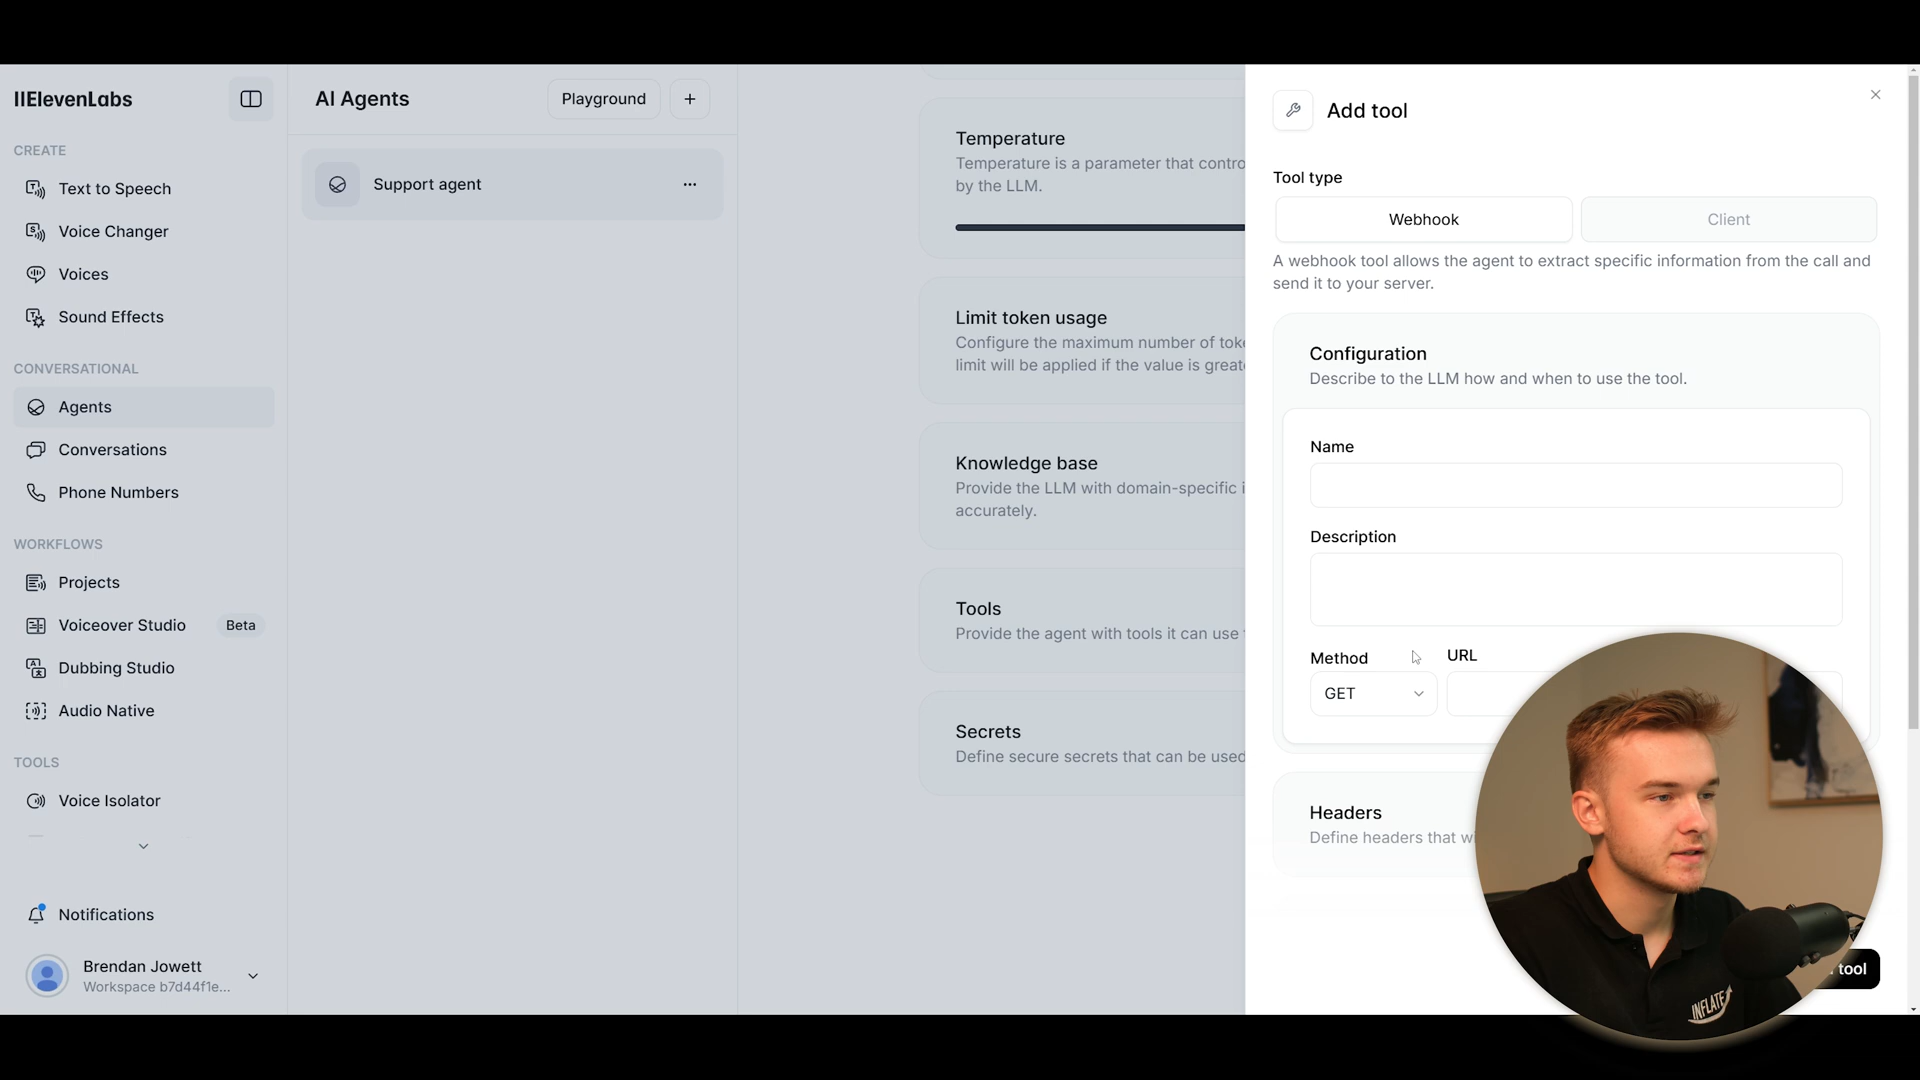 IIElevenLabs
CREATE
Text to Speech
Voice Changer
Voices
Sound Effects
CONVERSATIONAL
Agents
Conversations
Phone Numbers
WORKFLOWS
Projects
Voiceover Studio
Beta
Dubbing Studio
Audio Native
TOOLS
Voice Isolator
Notifications
Brendan Jowett
Workspace b7d44f1e...
AI Agents
Playground
+
Support agent
...
Temperature
Temperature is a parameter that contro
by the LLM.
Limit token usage
Configure the maximum number of toke
limit will be applied if the value is greate
Knowledge base
Provide the LLM with domain-specific i
accurately.
Tools
Provide the agent with tools it can use
Secrets
Define secure secrets that can be used
Add tool
Tool type
Webhook
Client
A webhook tool allows the agent to extract specific information from the call and
send it to your server.
Configuration
Describe to the LLM how and when to use the tool.
Name
Description
Method
URL
GET
Headers
Define headers that wi
tool
INFLATE